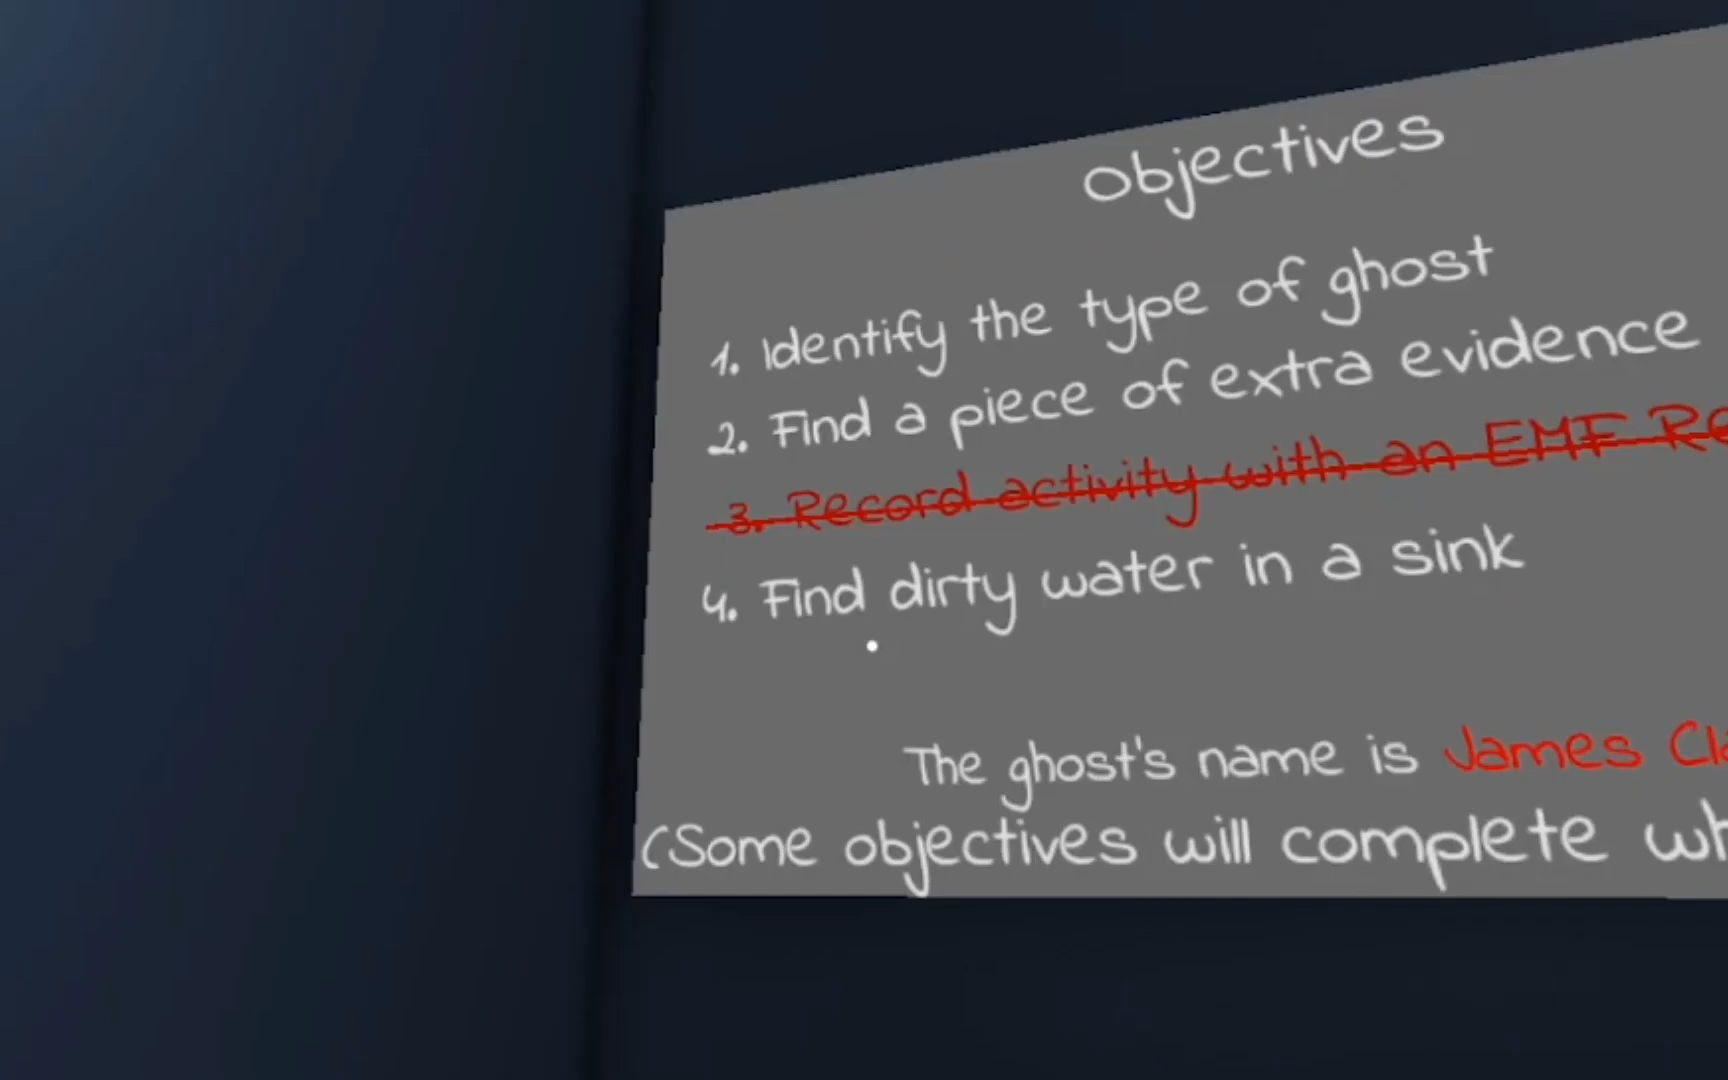 Objectives
1. Identify the type of ghost
2. Find a piece of extra evidence
3. Record activity with an EMF
4. Find dirty water in a sink
The ghost's name is James
(Some objectives will complete